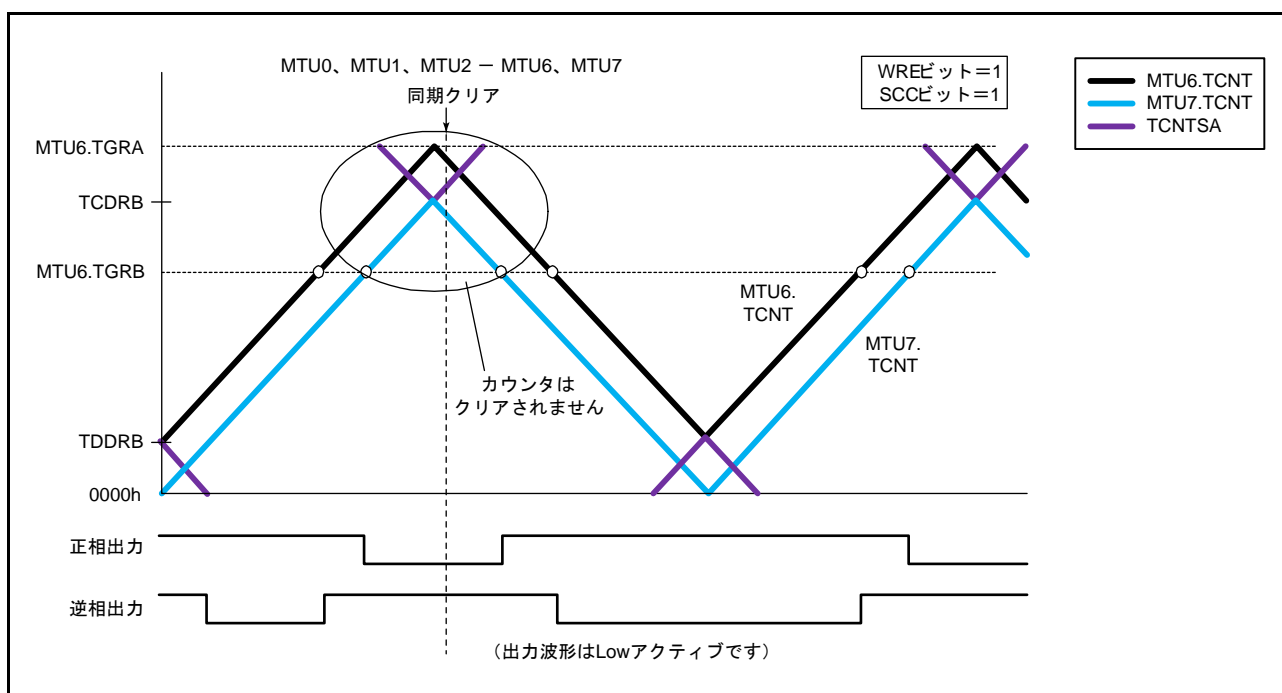 MTU0、MTU1、MTU2 － MTU6、MTU7
同期クリア
WREビット＝1
SCCビット＝1
MTU6.TCNT
MTU7.TCNT
TCNTSA
MTU6.TGRA
TCDRB
MTU6.TGRB
MTU6.
TCNT
MTU7.
TCNT
カウンタは
クリアされません
TDDRB
0000h
正相出力
逆相出力
（出力波形はLowアクティブです）